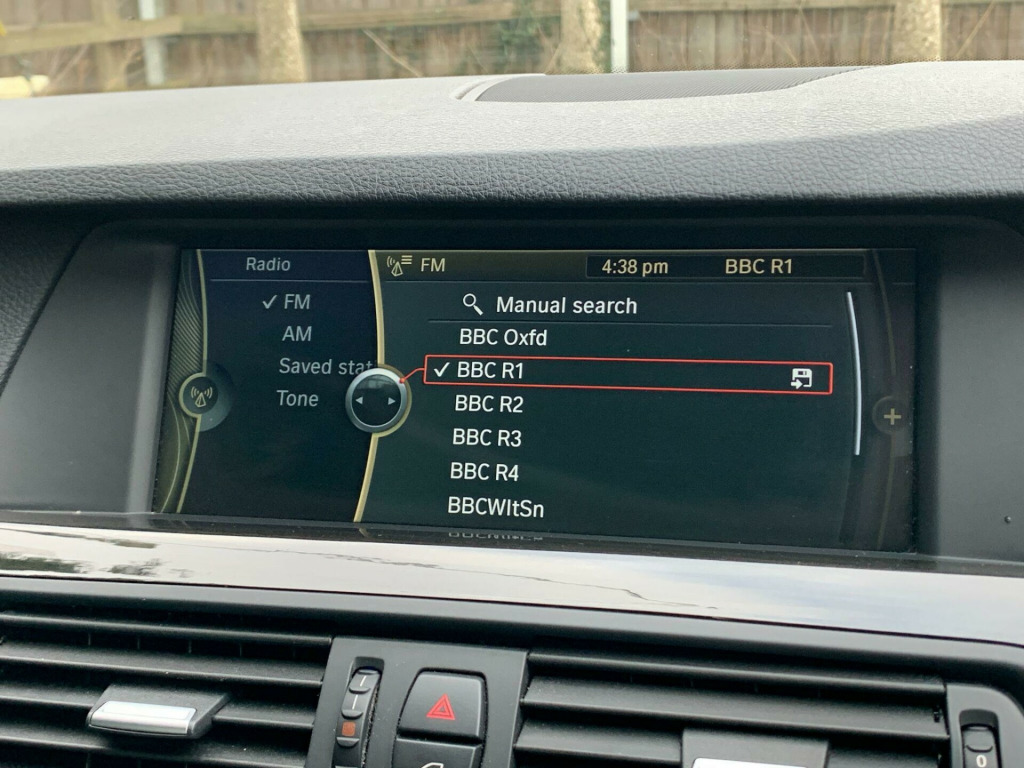 Radio
FM
AM
Saved stat
Tone
FM 4:38 pm BBC R1
Manual search
BBC Oxfd
BBC R1
BBC R2
BBC R3
BBC R4
BBCWltSn
0